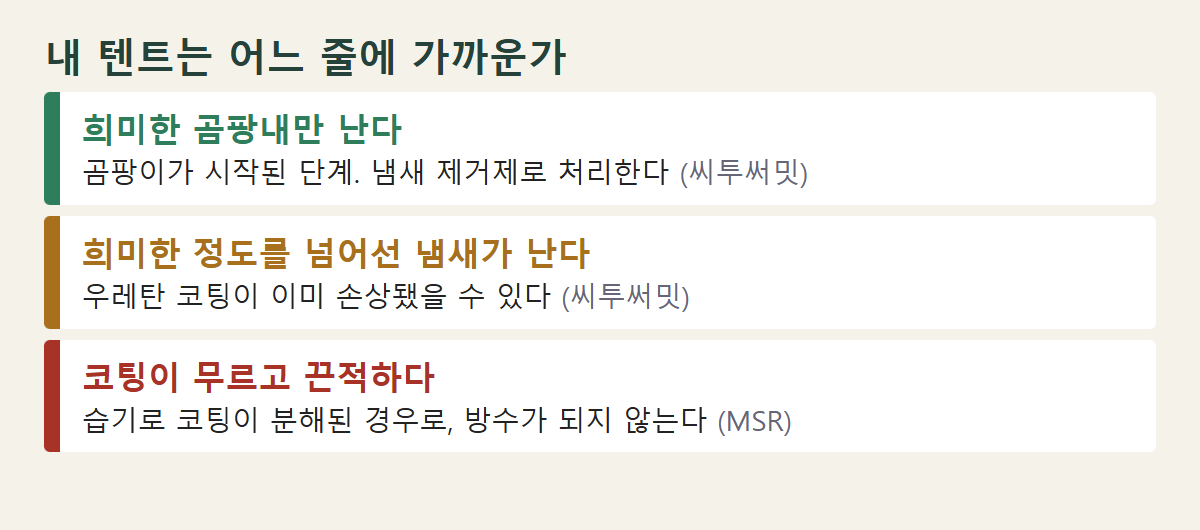 내 텐트는 어느 줄에 가까운가
희미한 곰팡내만 난다
곰팡이가 시작된 단계. 냄새 제거제로 처리한다 (씨투써밋)
희미한 정도를 넘어선 냄새가 난다
우레탄 코팅이 이미 손상됐을 수 있다 (씨투써밋)
코팅이 무르고 끈적하다
습기로 코팅이 분해된 경우로, 방수가 되지 않는다 (MSR)